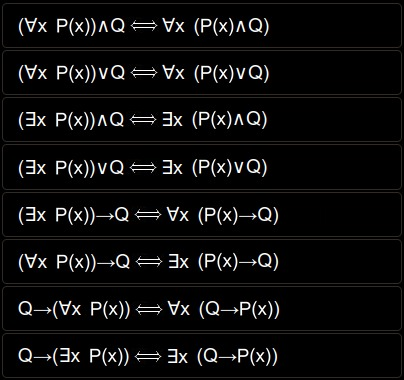 (∀x P(x))∧Q ⟺ ∀x (P(x)∧Q)
(∀x P(x))∨Q ⟺ ∀x (P(x)∨Q)
(∃x P(x))∧Q ⟺ ∃x (P(x)∧Q)
(∃x P(x))∨Q ⟺ ∃x (P(x)∨Q)
(∃x P(x))→Q ⟺ ∀x (P(x)→Q)
(∀x P(x))→Q ⟺ ∃x (P(x)→Q)
Q→(∀x P(x)) ⟺ ∀x (Q→P(x))
Q→(∃x P(x)) ⟺ ∃x (Q→P(x))